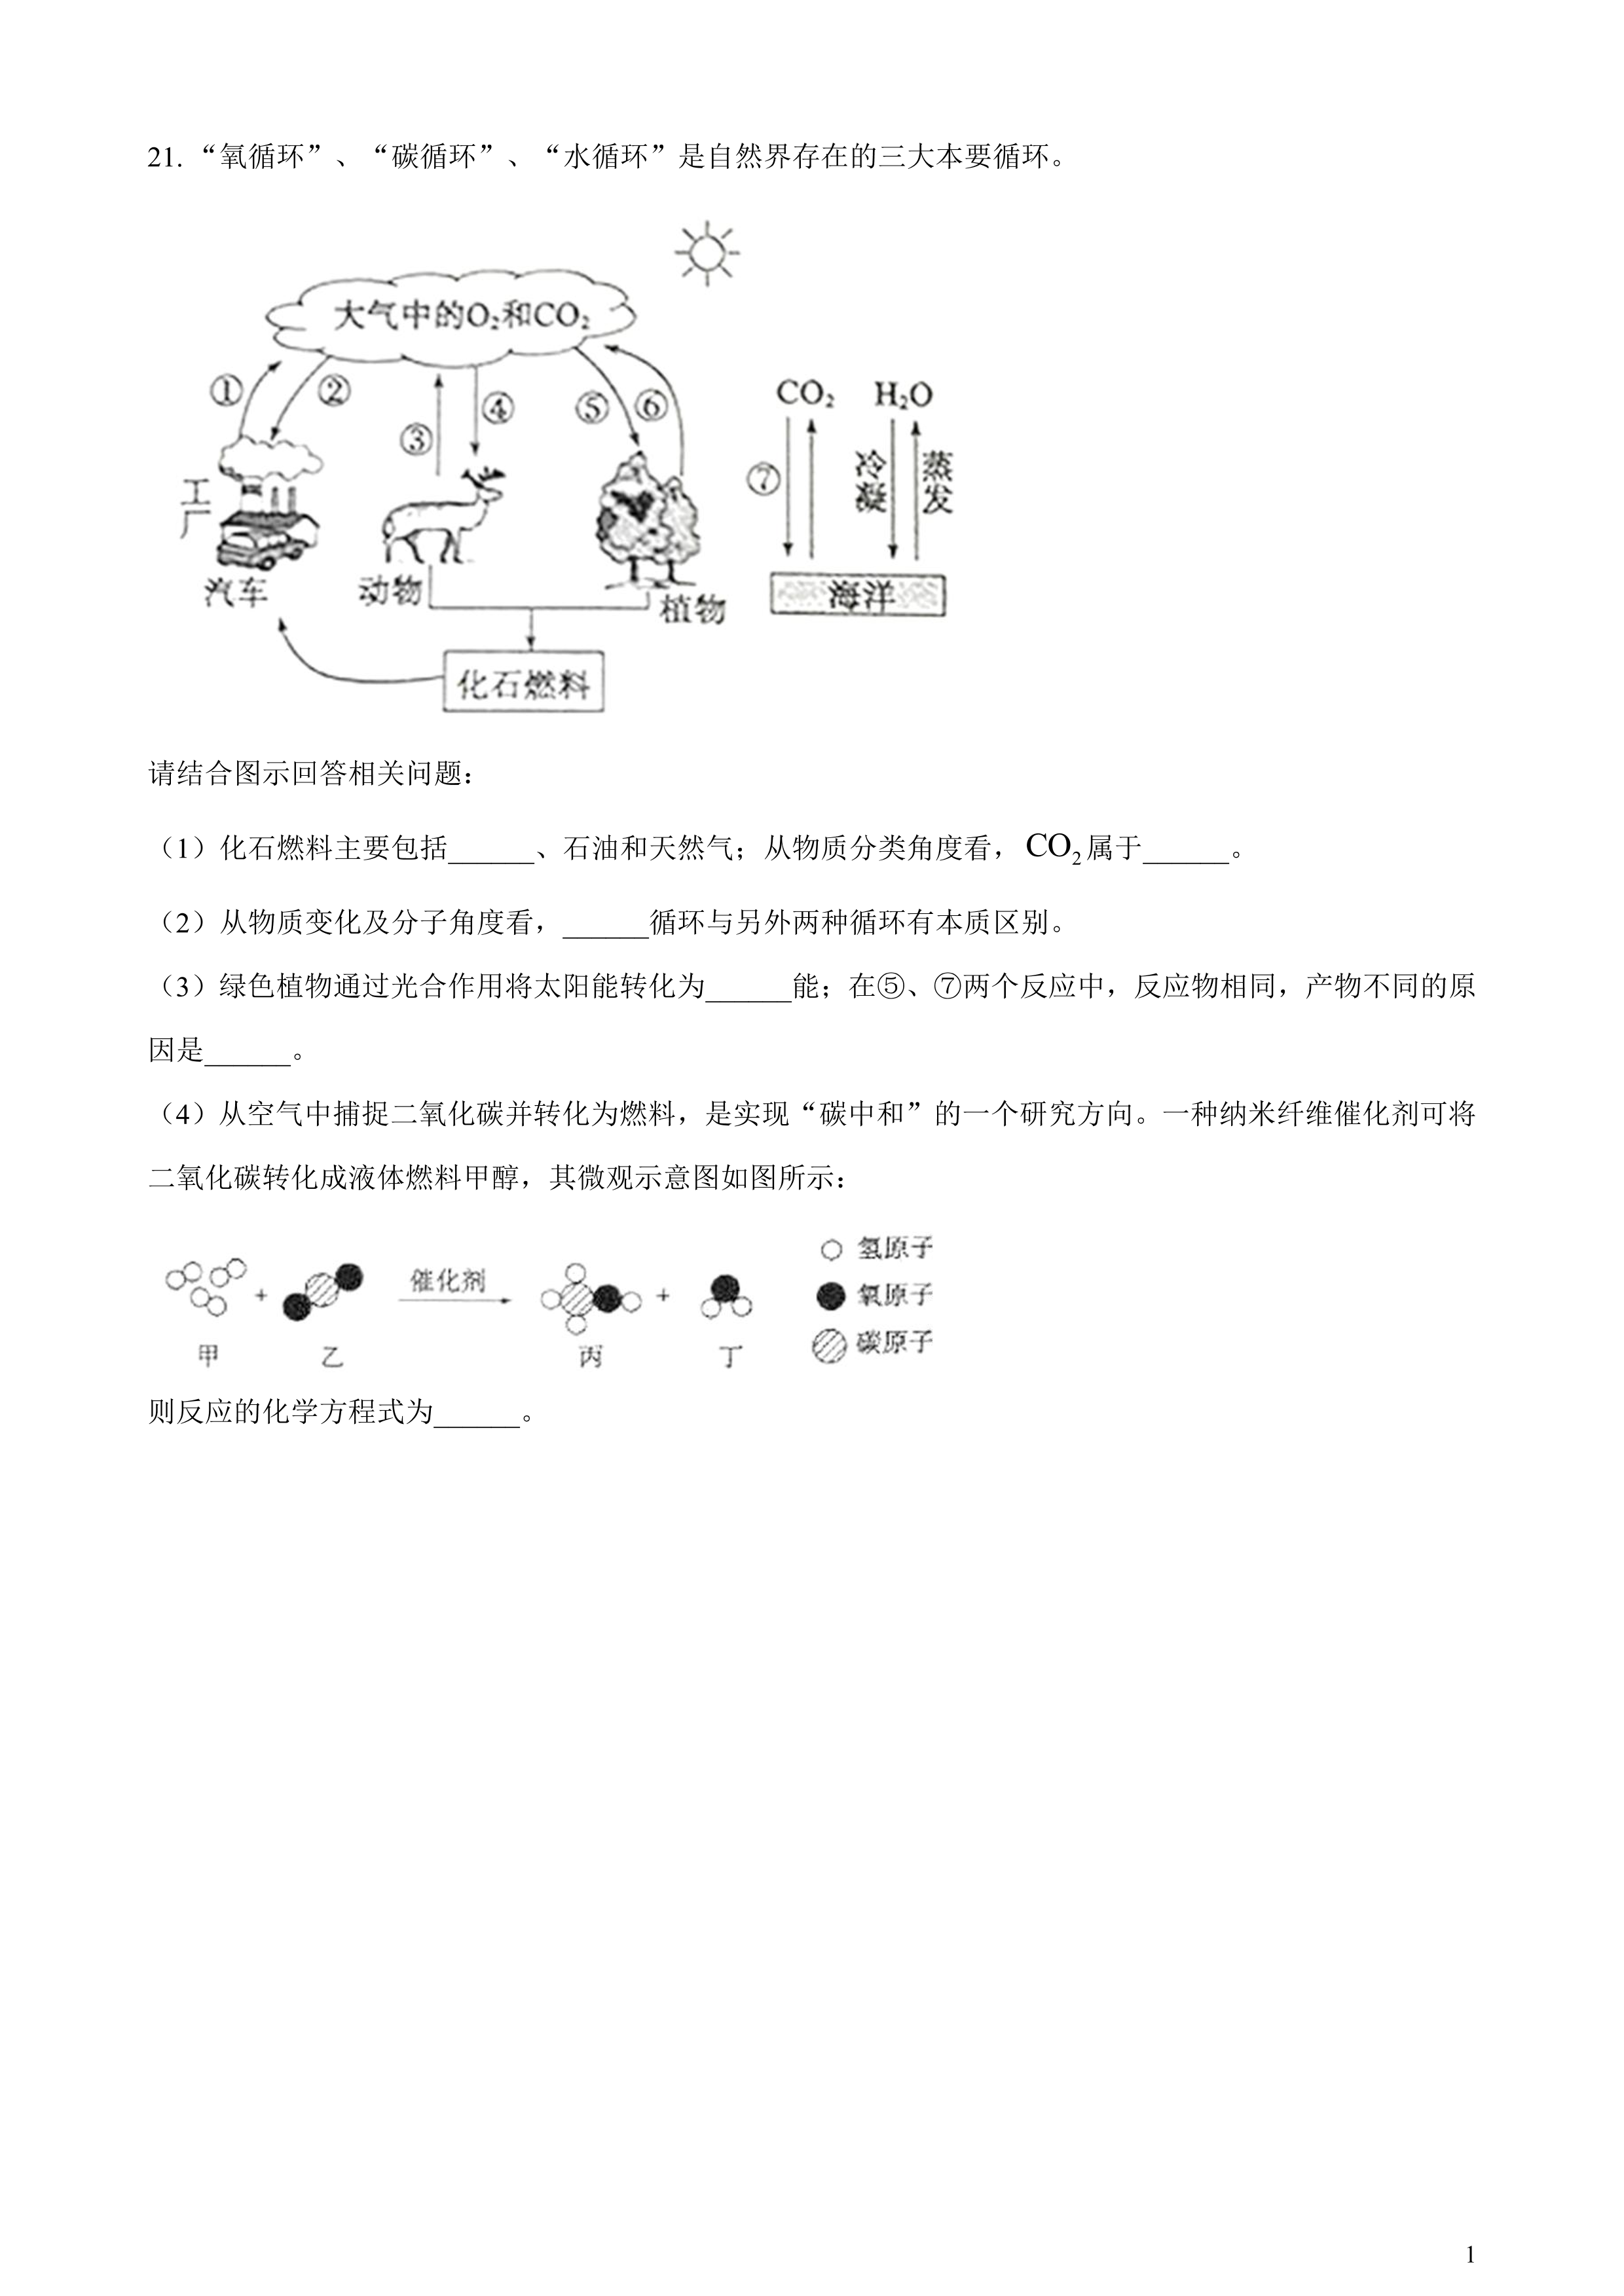 21. “氧循环”、“碳循环”、“水循环”是自然界存在的三大本要循环。
大气中的O₂和CO₂
① ② ③ ④ ⑤ ⑥ ⑦
CO₂ H₂O
冷凝 蒸发
工厂
汽车 动物 植物 海洋
化石燃料
请结合图示回答相关问题：
（1）化石燃料主要包括______、石油和天然气；从物质分类角度看，CO₂属于______。
（2）从物质变化及分子角度看，______循环与另外两种循环有本质区别。
（3）绿色植物通过光合作用将太阳能转化为______能；在⑤、⑦两个反应中，反应物相同，产物不同的原
因是______。
（4）从空气中捕捉二氧化碳并转化为燃料，是实现“碳中和”的一个研究方向。一种纳米纤维催化剂可将
二氧化碳转化成液体燃料甲醇，其微观示意图如图所示：
氢原子
+ 催化剂 + 氧原子
碳原子
甲 乙 丙 丁
则反应的化学方程式为______。
1